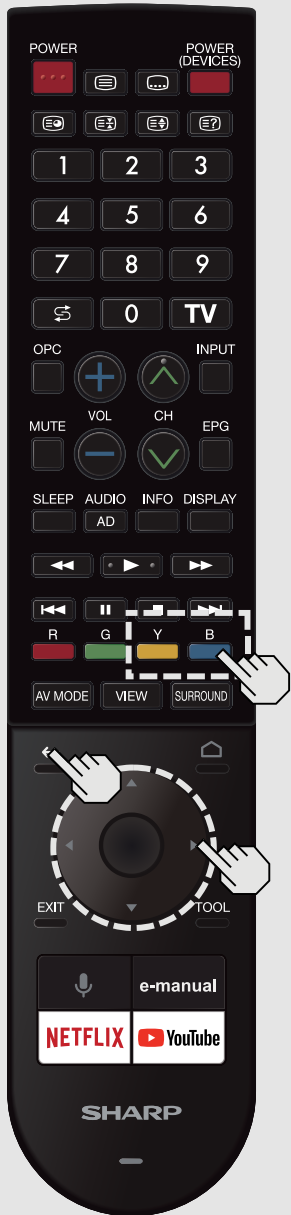 POWER
POWER
(DEVICES)
1 2 3
4 5 6
7 8 9
0 TV
OPC INPUT
VOL CH
MUTE EPG
SLEEP AUDIO INFO DISPLAY
AD
R G Y B
AV MODE VIEW SURROUND
EXIT TOOL
e-manual
NETFLIX YouTube
SHARP